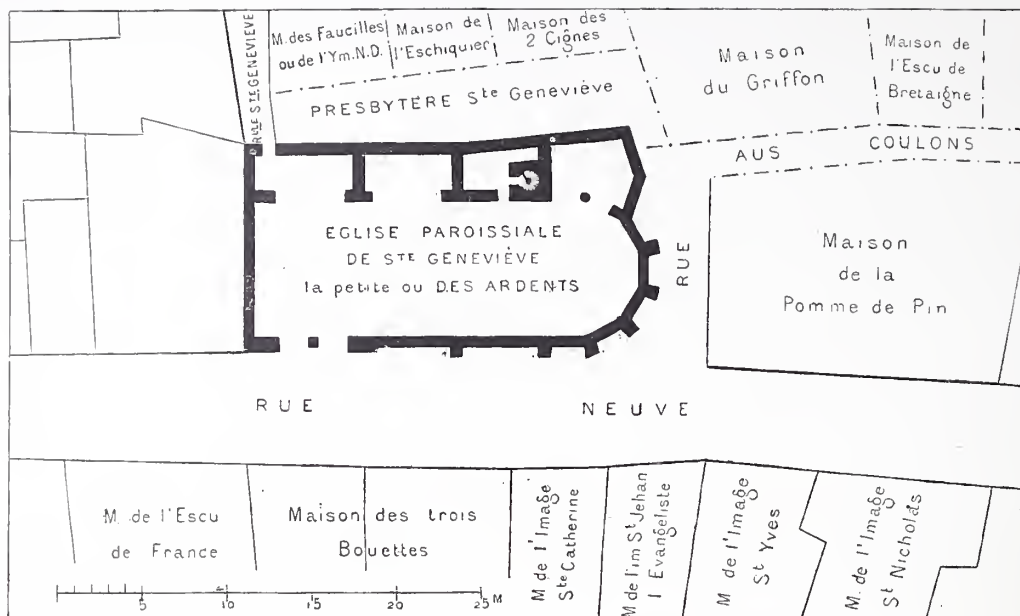 RUE STE GENEVIÈVE
M. des Faucilles
ou de l'Ym. N.D.
Maison de
l'Eschiquier
Maison des
2 Cignes
PRESBYTÈRE Ste Geneviève
Maison
du Griffon
Maison de
l'Escu de
Bretaigne
AUS COULONS
RUE
EGLISE PAROISSIALE
DE STE GENEVIÈVE
la petite ou DES ARDENTS
Maison
de la
Pomme de Pin
RUE NEUVE
M. de l'Escu
de France
Maison des trois
Bouettes
M de l'Image
Ste Catherine
M de l'im St Jehan
l Evangéliste
M de l'Image
St Yves
M. de l'Image
St Nicholas
5 10 15 20 25 M